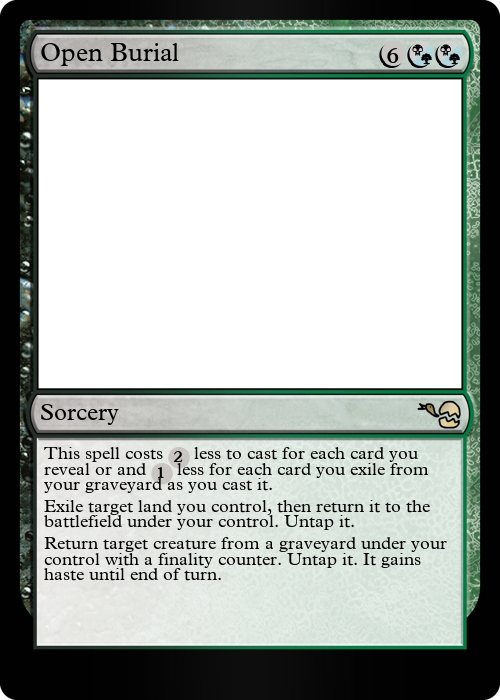 Open Burial 6
Sorcery
This spell costs 2 less to cast for each card you
reveal or and 1 less for each card you exile from
your graveyard as you cast it.
Exile target land you control, then return it to the
battlefield under your control. Untap it.
Return target creature from a graveyard under your
control with a finality counter. Untap it. It gains
haste until end of turn.